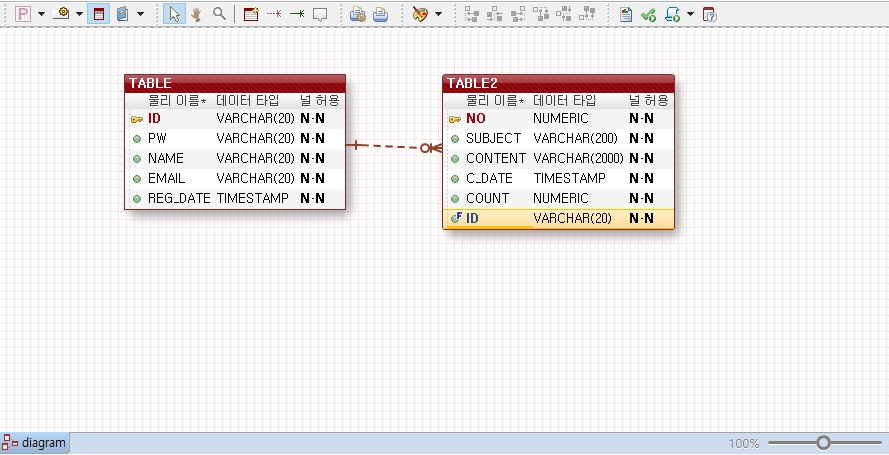 TABLE
물리 이름* 데이터 타입 널 허용
ID VARCHAR(20) N-N
PW VARCHAR(20) N-N
NAME VARCHAR(20) N-N
EMAIL VARCHAR(20) N-N
REG_DATE TIMESTAMP N-N
TABLE2
물리 이름* 데이터 타입 널 허용
NO NUMERIC N-N
SUBJECT VARCHAR(200) N-N
CONTENT VARCHAR(2000) N-N
C_DATE TIMESTAMP N-N
COUNT NUMERIC N-N
F ID VARCHAR(20) N-N
diagram
100%